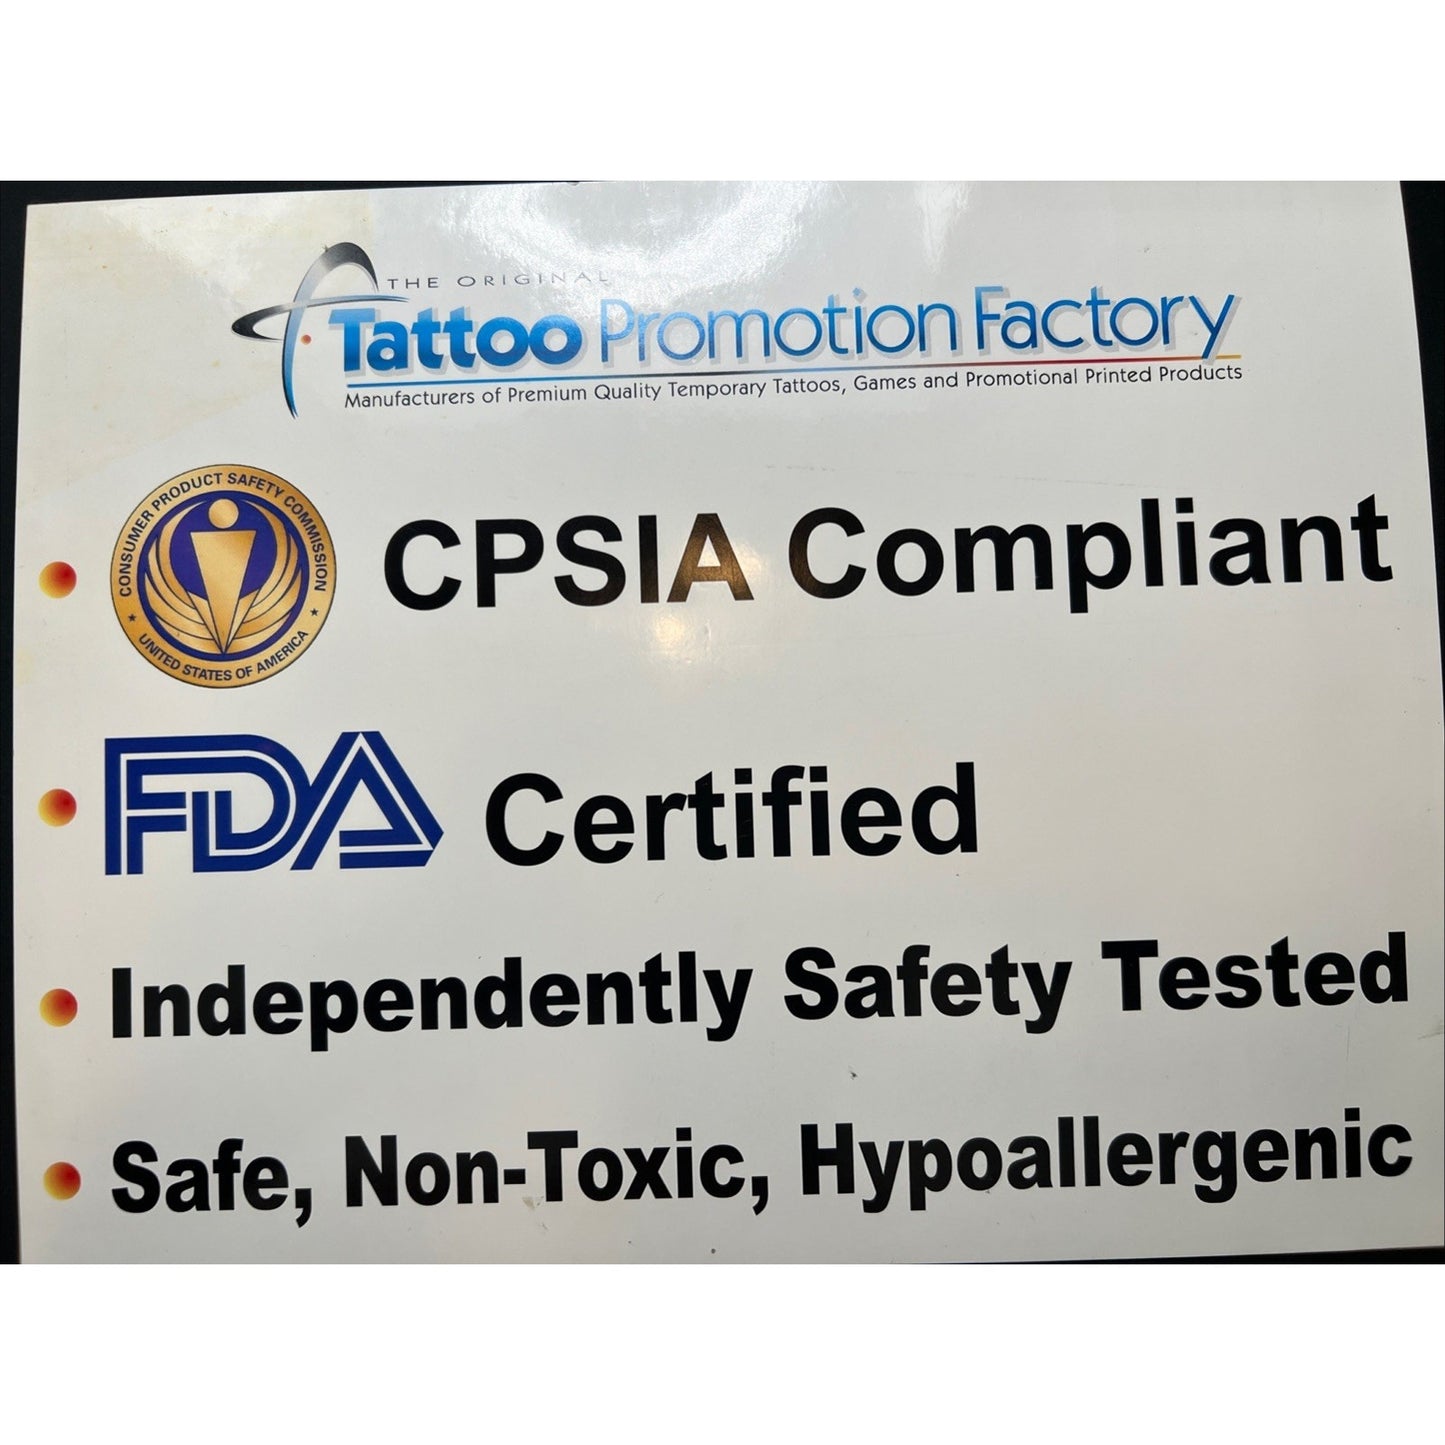 THE ORIGINAL
Tattoo Promotion Factory
Manufacturers of Premium Quality Temporary Tattoos, Games and Promotional Printed Products
CONSUMER PRODUCT SAFETY COMMISSION
★ UNITED STATES OF AMERICA ★
• CPSIA Compliant
• FDA Certified
• Independently Safety Tested
• Safe, Non-Toxic, Hypoallergenic